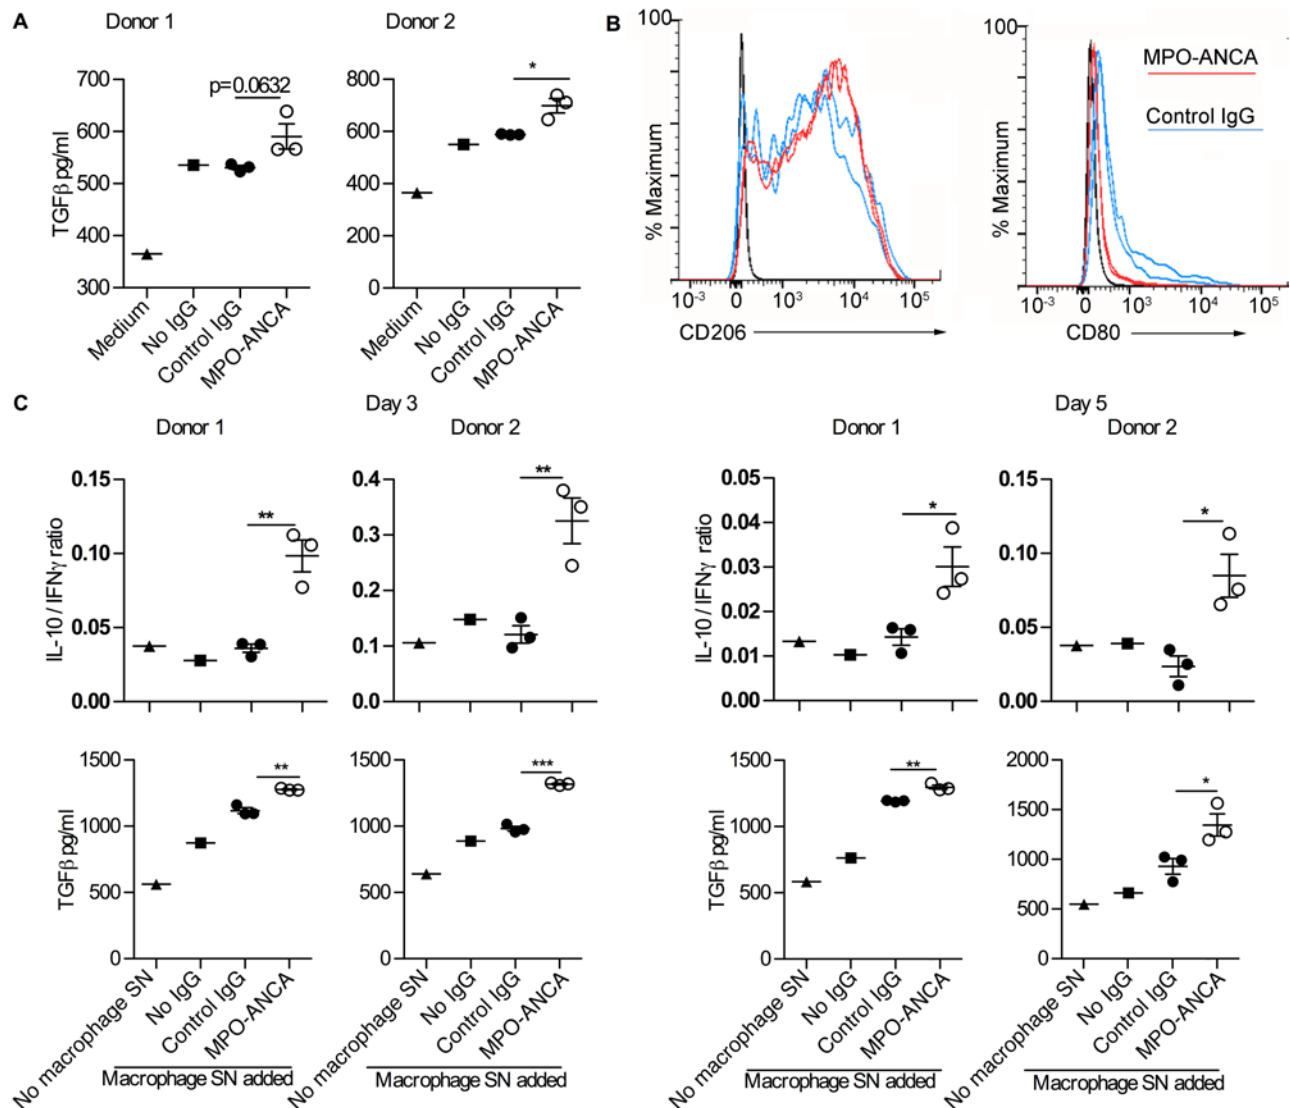 A
Donor 1
Donor 2
TGFβ pg/ml
700
600
500
400
300
p=0.0632
Medium
No IgG
Control IgG
MPO-ANCA
800
600
400
200
0
*
Medium
No IgG
Control IgG
MPO-ANCA
B
100
% Maximum
0
10-3
0
10³
10⁴
10⁵
CD206
100
% Maximum
0
10-3
0
10³
10⁴
10⁵
CD80
MPO-ANCA
Control IgG
C
Day 3
Donor 1
Donor 2
IL-10 / IFNγ ratio
0.15
0.10
0.05
0.00
**
0.4
0.3
0.2
0.1
0.0
**
TGFβ pg/ml
1500
1000
500
0
**
No macrophage SN
No IgG
Control IgG
MPO-ANCA
Macrophage SN added
1500
1000
500
0
***
No macrophage SN
No IgG
Control IgG
MPO-ANCA
Macrophage SN added
Day 5
Donor 1
Donor 2
IL-10 / IFNγ ratio
0.05
0.04
0.03
0.02
0.01
0.00
*
0.15
0.10
0.05
0.00
*
TGFβ pg/ml
1500
1000
500
0
**
No macrophage SN
No IgG
Control IgG
MPO-ANCA
Macrophage SN added
2000
1500
1000
500
0
*
No macrophage SN
No IgG
Control IgG
MPO-ANCA
Macrophage SN added